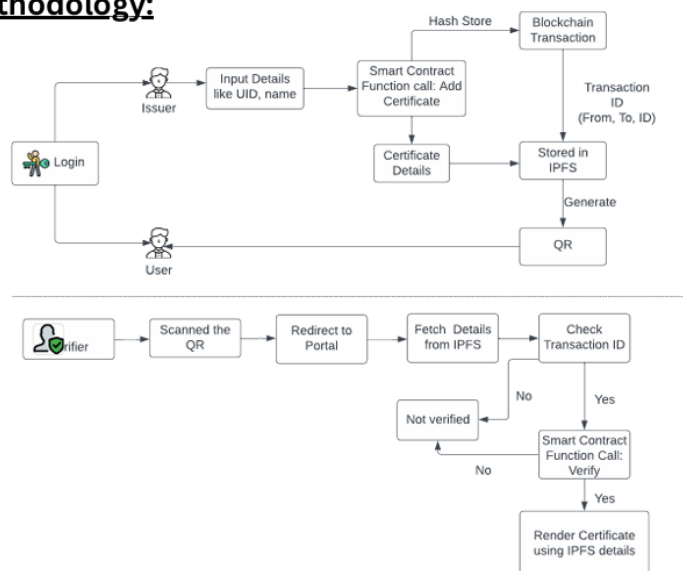 thodology:
Hash Store
Blockchain
Transaction
Input Details
like UID, name
Smart Contract
Function call: Add
Certificate
Issuer
Transaction
ID
(From, To, ID)
Login
Certificate
Details
Stored in
IPFS
Generate
User
QR
rifier
Scanned the
QR
Redirect to
Portal
Fetch Details
from IPFS
Check
Transaction ID
No
Yes
Not verified
Smart Contract
Function Call:
Verify
No
Yes
Render Certificate
using IPFS details